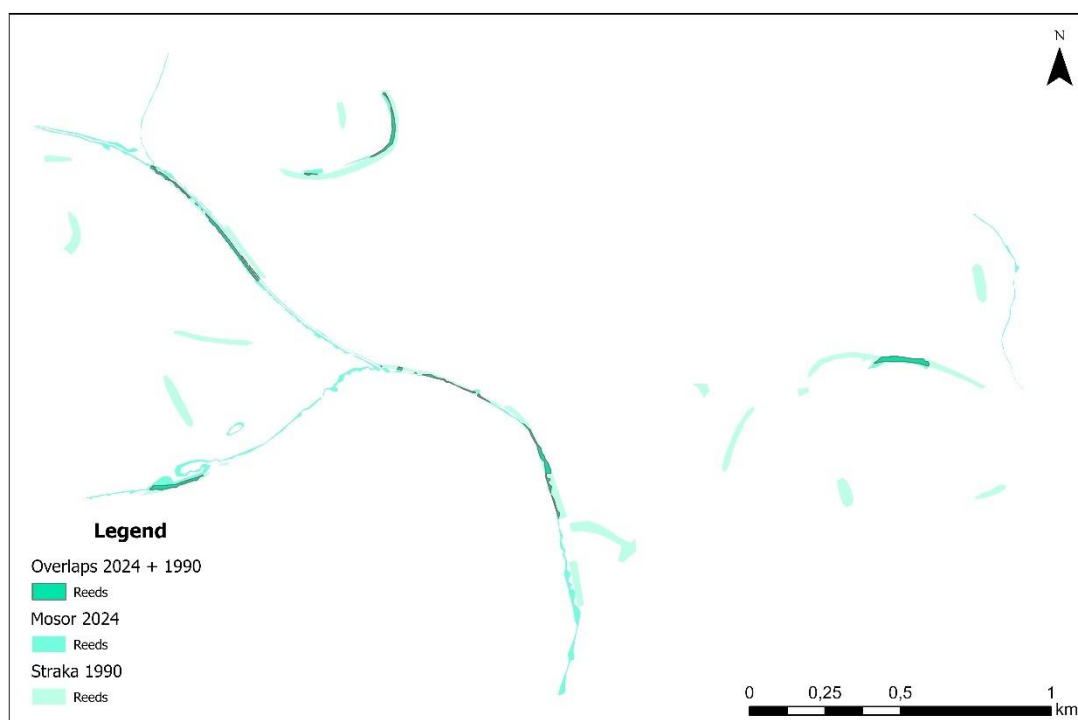 N
Legend
Overlaps 2024 + 1990
Reeds
Mosor 2024
Reeds
Straka 1990
Reeds
0 0,25 0,5 1
km